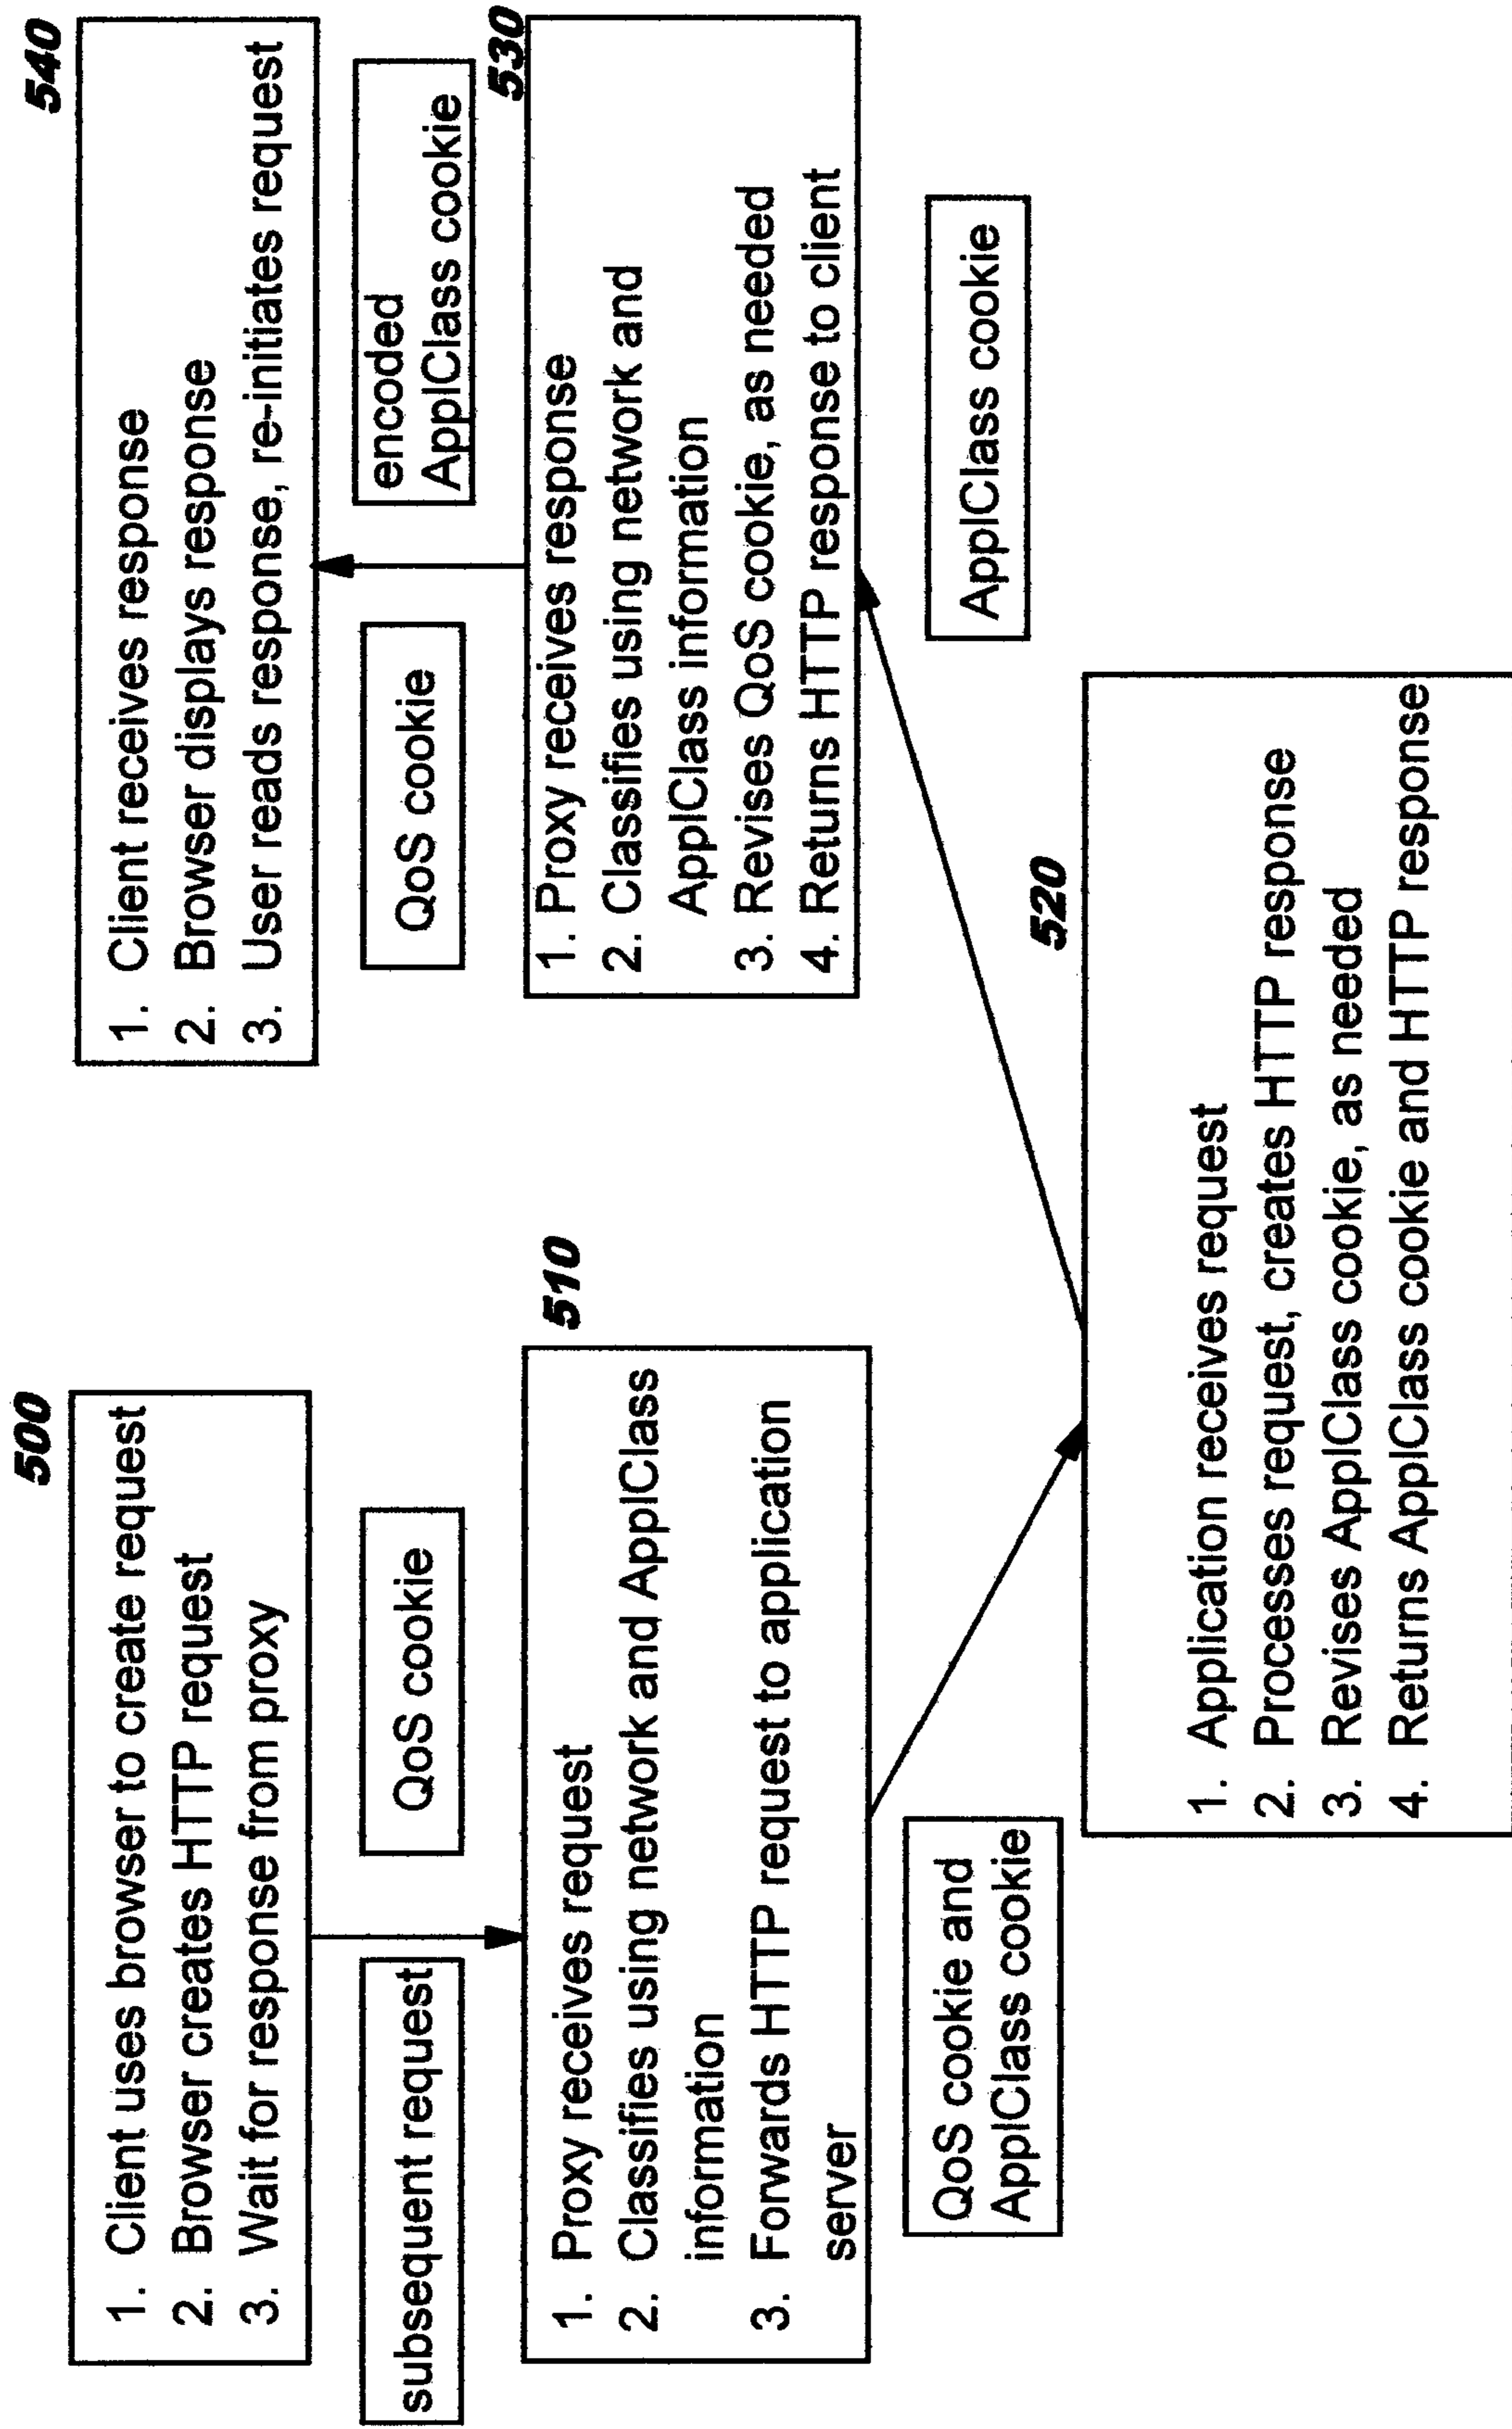 500
1. Client uses browser to create request
2. Browser creates HTTP request
3. Wait for response from proxy
subsequent request
QoS cookie
510
1. Proxy receives request
2. Classifies using network and ApplClass
information
3. Forwards HTTP request to application
server
QoS cookie and
ApplClass cookie
520
1. Application receives request
2. Processes request, creates HTTP response
3. Revises ApplClass cookie, as needed
4. Returns ApplClass cookie and HTTP response
ApplClass cookie
530
1. Proxy receives response
2. Classifies using network and
ApplClass information
3. Revises QoS cookie, as needed
4. Returns HTTP response to client
QoS cookie
encoded
ApplClass cookie
540
1. Client receives response
2. Browser displays response
3. User reads response, re-initiates request